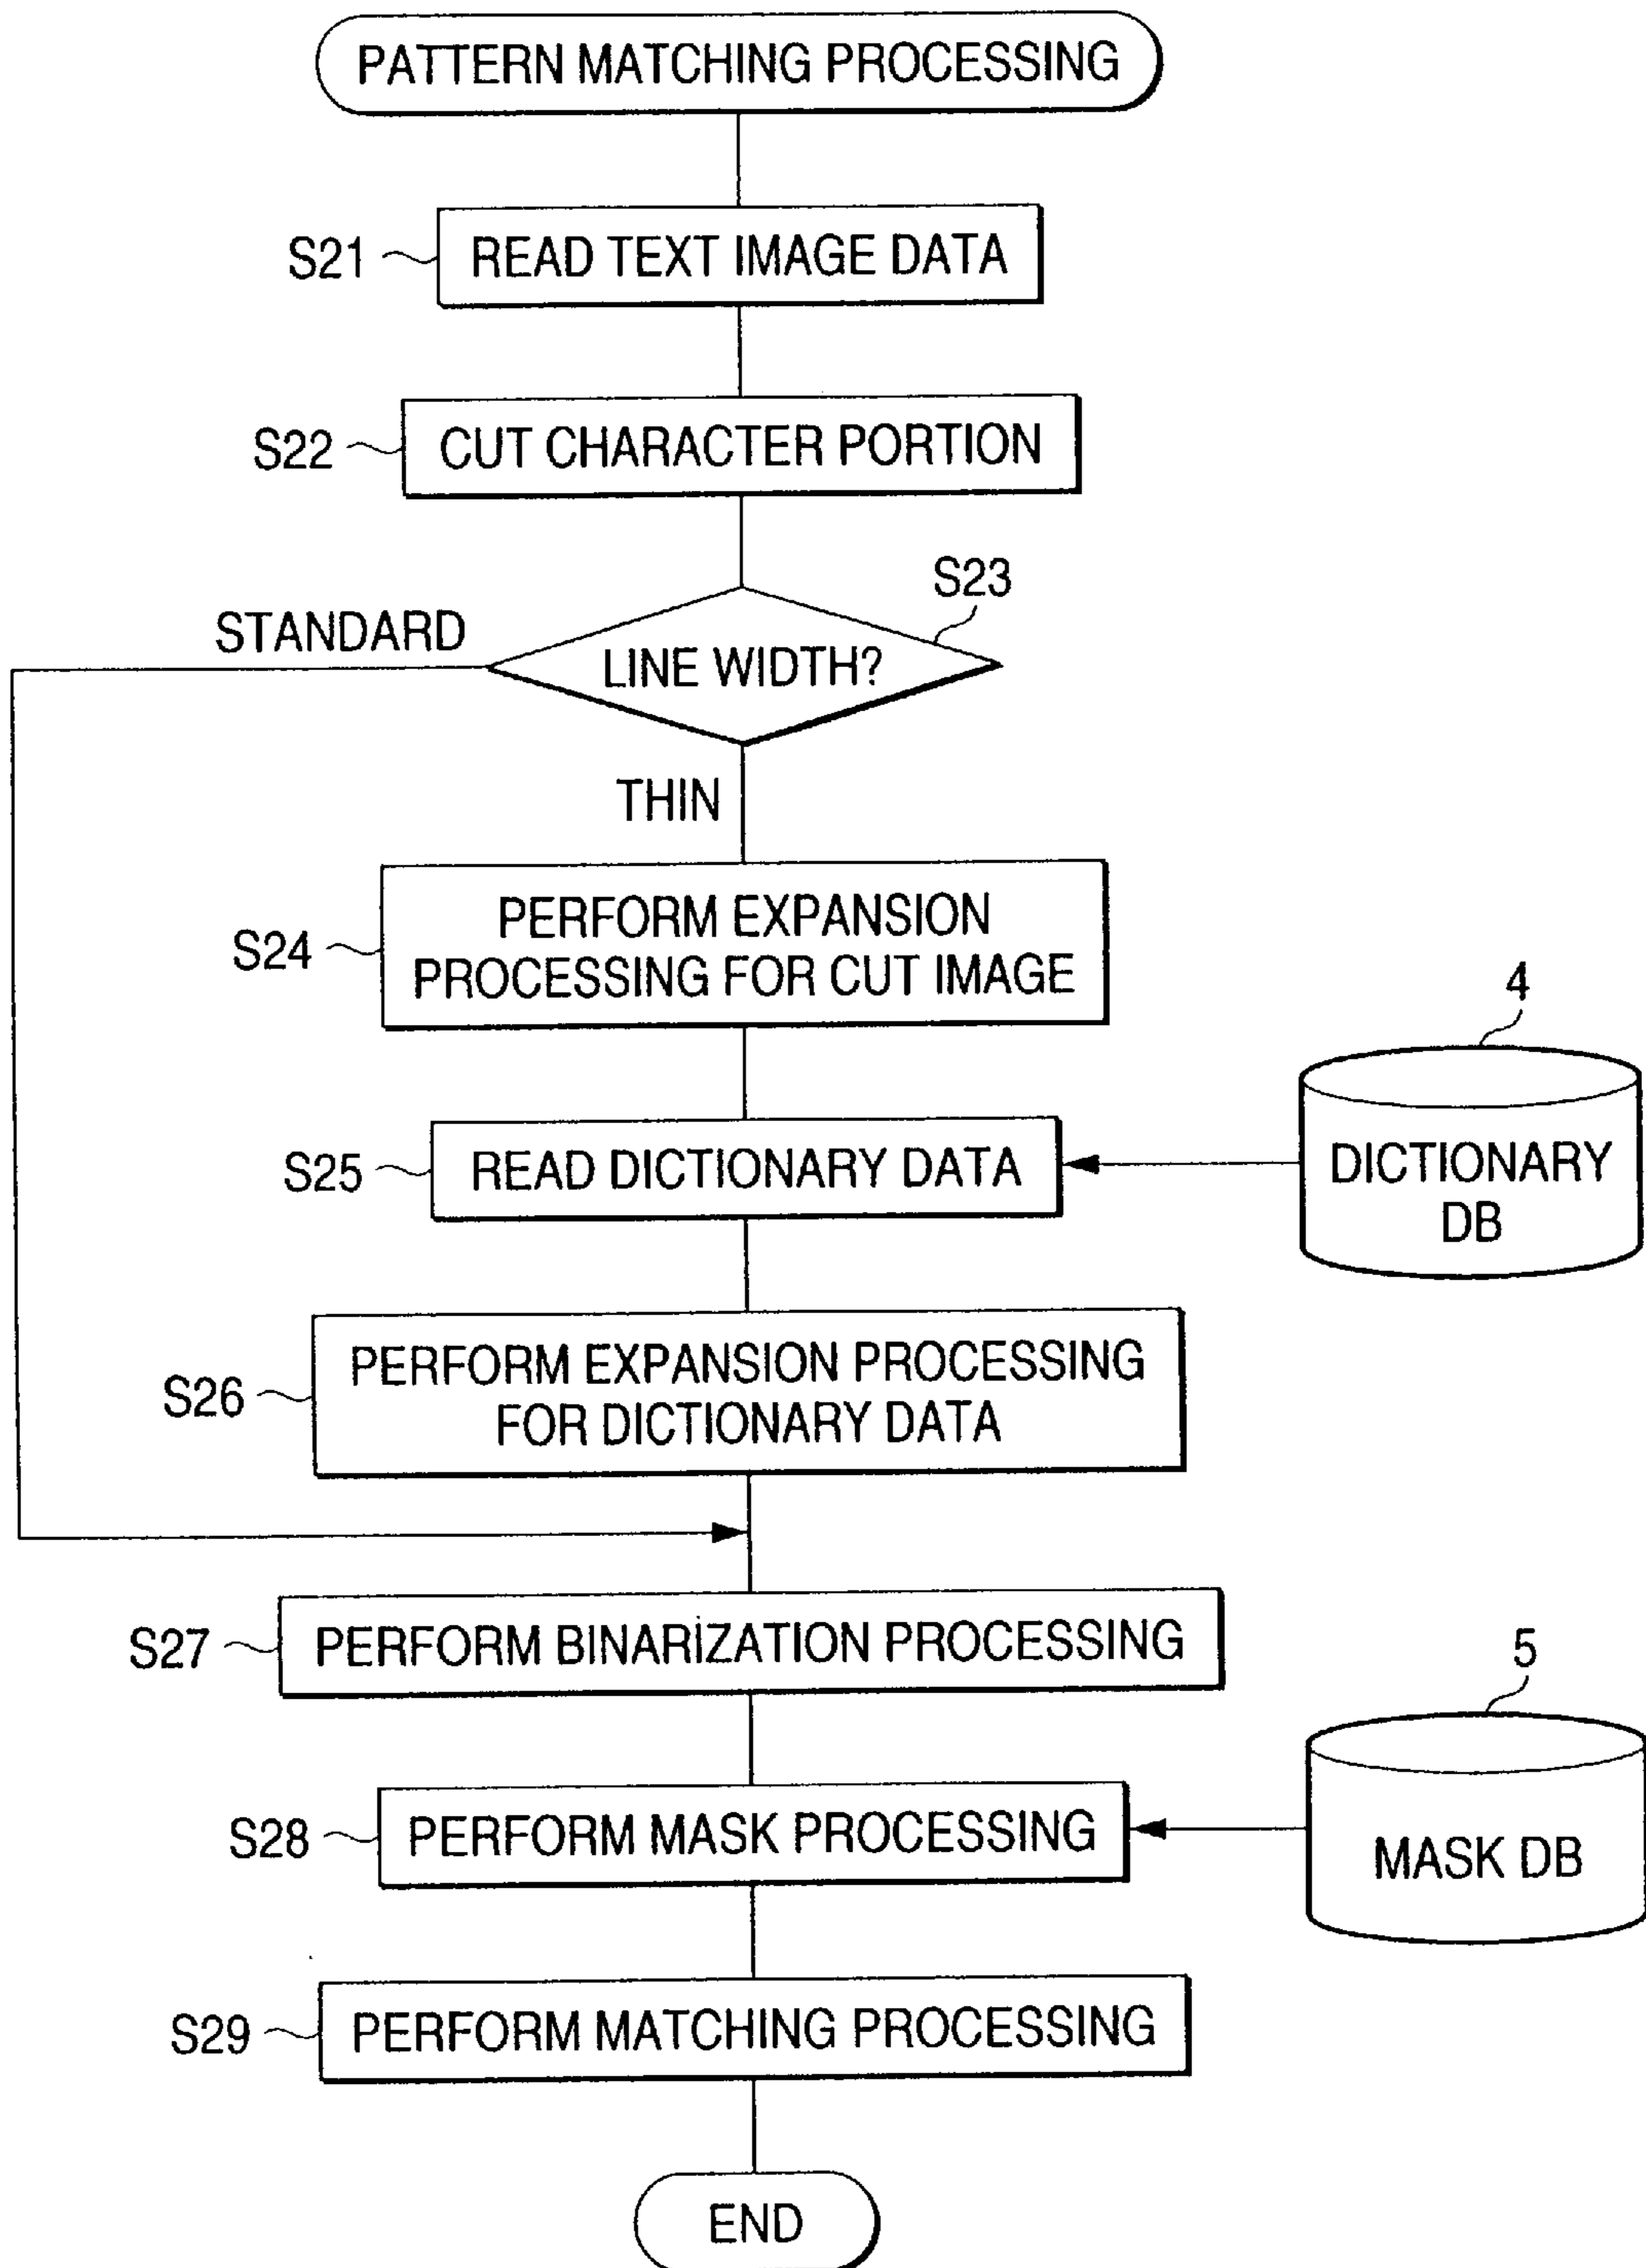 PATTERN MATCHING PROCESSING
S21
READ TEXT IMAGE DATA
S22
CUT CHARACTER PORTION
S23
STANDARD
LINE WIDTH?
THIN
S24
PERFORM EXPANSION
PROCESSING FOR CUT IMAGE
4
S25
READ DICTIONARY DATA
DICTIONARY
DB
S26
PERFORM EXPANSION PROCESSING
FOR DICTIONARY DATA
S27
PERFORM BINARIZATION PROCESSING
5
S28
PERFORM MASK PROCESSING
MASK DB
S29
PERFORM MATCHING PROCESSING
END